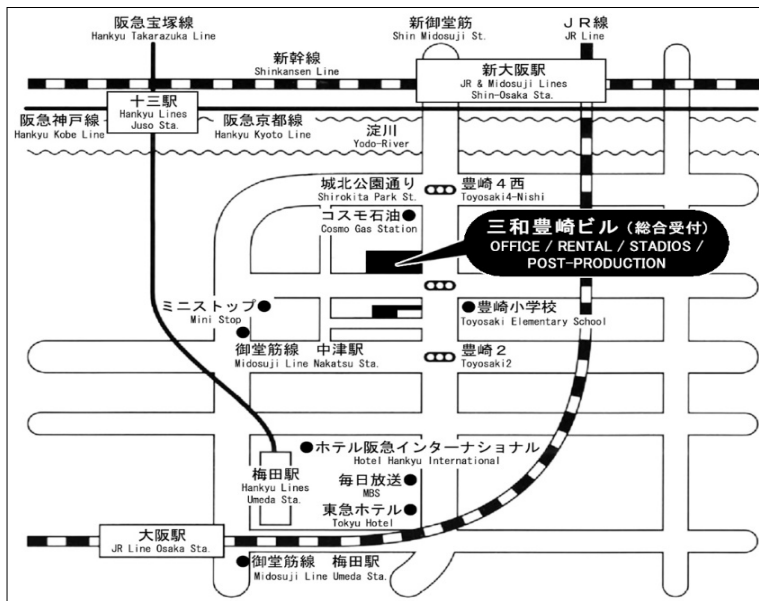 阪急宝塚線
Hankyu Takarazuka Line
新御堂筋
Shin Midosuji St.
ＪＲ線
JR Line
新幹線
Shinkansen Line
新大阪駅
JR & Midosuji Lines
Shin-Osaka Sta.
十三駅
Hankyu Lines
Juso Sta.
阪急神戸線
Hankyu Kobe Line
阪急京都線
Hankyu Kyoto Line
淀川
Yodo-River
城北公園通り
Shirokita Park St.
豊崎４西
Toyosaki4-Nishi
コスモ石油
Cosmo Gas Station
三和豊崎ビル（総合受付）
OFFICE / RENTAL / STADIOS /
POST-PRODUCTION
ミニストップ
Mini Stop
豊崎小学校
Toyosaki Elementary School
御堂筋線　中津駅
Midosuji Line Nakatsu Sta.
豊崎２
Toyosaki2
ホテル阪急インターナショナル
Hotel Hankyu International
梅田駅
Hankyu Lines
Umeda Sta.
毎日放送
MBS
東急ホテル
Tokyu Hotel
大阪駅
JR Line Osaka Sta.
御堂筋線　梅田駅
Midosuji Line Umeda Sta.